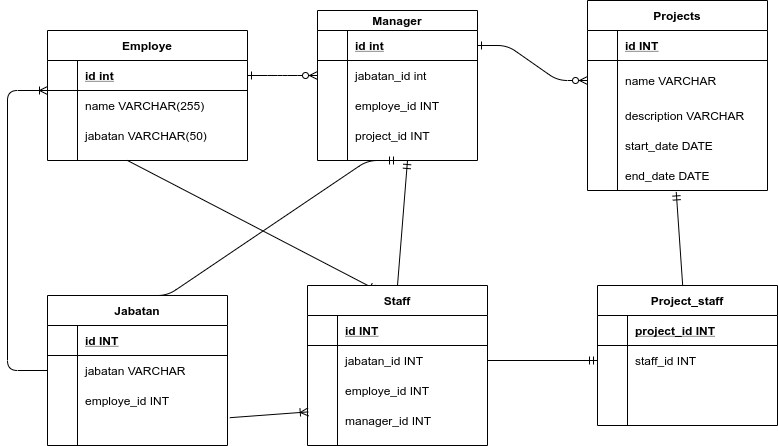 Employe
id int
name VARCHAR(255)
jabatan VARCHAR(50)
Manager
id int
jabatan_id int
employe_id INT
project_id INT
Projects
id INT
name VARCHAR
description VARCHAR
start_date DATE
end_date DATE
Jabatan
id INT
jabatan VARCHAR
employe_id INT
Staff
id INT
jabatan_id INT
employe_id INT
manager_id INT
Project_staff
project_id INT
staff_id INT